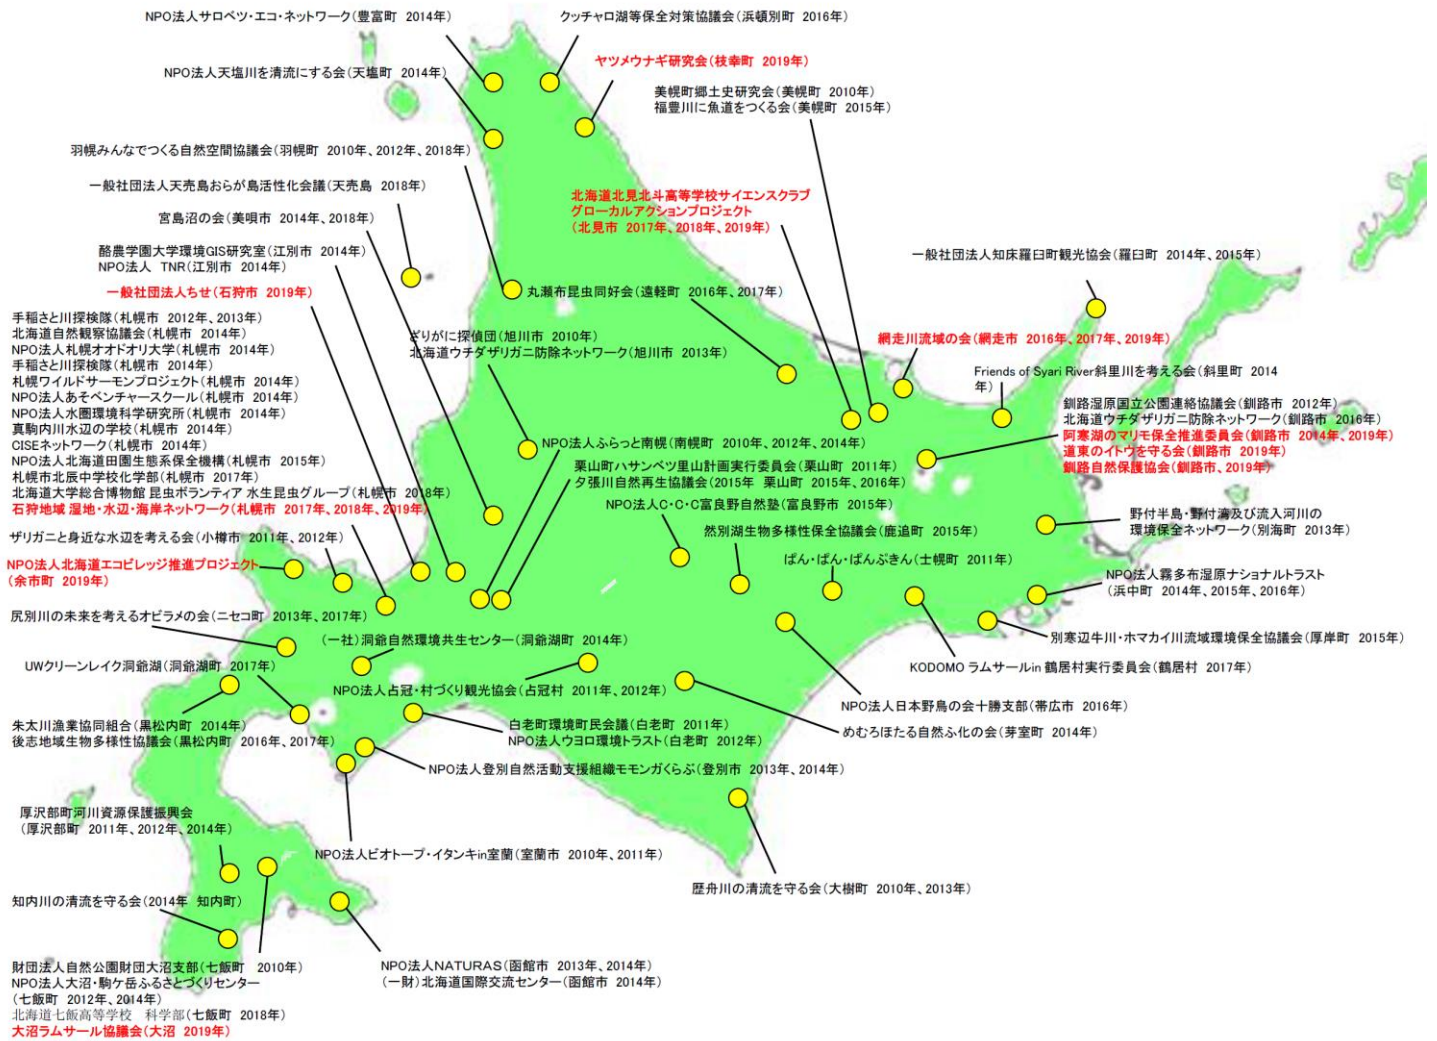 NPO法人サロベツ・エコ・ネットワーク(豊富町 2014年)
クッチャロ湖等保全対策協議会(浜頓別町 2016年)
ヤツメウナギ研究会(枝幸町 2019年)
NPO法人天塩川を清流にする会(天塩町 2014年)
美幌町郷土史研究会(美幌町 2010年)
福豊川に魚道をつくる会(美幌町 2015年)
羽幌みんなでつくる自然空間協議会(羽幌町 2010年、2012年、2018年)
一般社団法人天売島おらが島活性化会議(天売島 2018年)
北海道北見北斗高等学校サイエンスクラブ
グローカルアクションプロジェクト
(北見市 2017年、2018年、2019年)
宮島沼の会(美唄市 2014年、2018年)
酪農学園大学環境GIS研究室(江別市 2014年)
NPO法人 TNR(江別市 2014年)
一般社団法人知床羅臼町観光協会(羅臼町 2014年、2015年)
一般社団法人ちせ(石狩市 2019年)
丸瀬布昆虫同好会(遠軽町 2016年、2017年)
手稲さと川探検隊(札幌市 2012年、2013年)
北海道自然観察協議会(札幌市 2014年)
NPO法人札幌オオドオリ大学(札幌市 2014年)
手稲さと川探検隊(札幌市 2014年)
札幌ワイルドサーモンプロジェクト(札幌市 2014年)
NPO法人あそベンチャースクール(札幌市 2014年)
NPO法人水圏環境科学研究所(札幌市 2014年)
真駒内川水辺の学校(札幌市 2014年)
CISEネットワーク(札幌市 2014年)
NPO法人北海道田園生態系保全機構(札幌市 2015年)
札幌市北辰中学校化学部(札幌市 2017年)
北海道大学総合博物館 昆虫ボランティア 水生昆虫グループ(札幌市 2018年)
石狩地域 湿地・水辺・海岸ネットワーク(札幌市 2017年、2018年、2019年)
ざりがに探偵団(旭川市 2010年)
北海道ウチダザリガニ防除ネットワーク(旭川市 2013年)
網走川流域の会(網走市 2016年、2017年、2019年)
Friends of Syari River斜里川を考える会(斜里町 2014
年)
釧路湿原国立公園連絡協議会(釧路市 2012年)
北海道ウチダザリガニ防除ネットワーク(釧路市 2016年)
阿寒湖のマリモ保全推進委員会(釧路市 2014年、2019年)
道東のイトウを守る会(釧路市 2019年)
釧路自然保護協会(釧路市、2019年)
NPO法人ふらっと南幌(南幌町 2010年、2012年、2014年)
栗山町ハサンベツ里山計画実行委員会(栗山町 2011年)
夕張川自然再生協議会(2015年 栗山町 2015年、2016年)
NPO法人C・C・C富良野自然塾(富良野市 2015年)
然別湖生物多様性保全協議会(鹿追町 2015年)
ぱん・ぱん・ぱんぶきん(士幌町 2011年)
野付半島・野付湾及び流入河川の
環境保全ネットワーク(別海町 2013年)
ザリガニと身近な水辺を考える会(小樽市 2011年、2012年)
NPO法人北海道エコビレッジ推進プロジェクト
(余市町 2019年)
NPO法人霧多布湿原ナショナルトラスト
(浜中町 2014年、2015年、2016年)
尻別川の未来を考えるオビラメの会(ニセコ町 2013年、2017年)
(一社)洞爺自然環境共生センター(洞爺湖町 2014年)
別寒辺牛川・ホマカイ川流域環境保全協議会(厚岸町 2015年)
UWクリーンレイク洞爺湖(洞爺湖町 2017年)
KODOMO ラムサールin 鶴居村実行委員会(鶴居村 2017年)
NPO法人占冠・村づくり観光協会(占冠村 2011年、2012年)
NPO法人日本野鳥の会十勝支部(帯広市 2016年)
朱太川漁業協同組合(黒松内町 2014年)
後志地域生物多様性協議会(黒松内町 2016年、2017年)
白老町環境町民会議(白老町 2011年)
NPO法人ウヨロ環境トラスト(白老町 2012年)
めむろほたる自然ふ化の会(芽室町 2014年)
NPO法人登別自然活動支援組織モモンガくらぶ(登別市 2013年、2014年)
厚沢部町河川資源保護振興会
(厚沢部町 2011年、2012年、2014年)
NPO法人ビオトープ・イタンキin室蘭(室蘭市 2010年、2011年)
歴舟川の清流を守る会(大樹町 2010年、2013年)
知内川の清流を守る会(2014年 知内町)
財団法人自然公園財団大沼支部(七飯町 2010年)
NPO法人大沼・駒ケ岳ふるさとづくりセンター
(七飯町 2012年、2014年)
北海道七飯高等学校 科学部(七飯町 2018年)
大沼ラムサール協議会(大沼 2019年)
NPO法人NATURAS(函館市 2013年、2014年)
(一財)北海道国際交流センター(函館市 2014年)